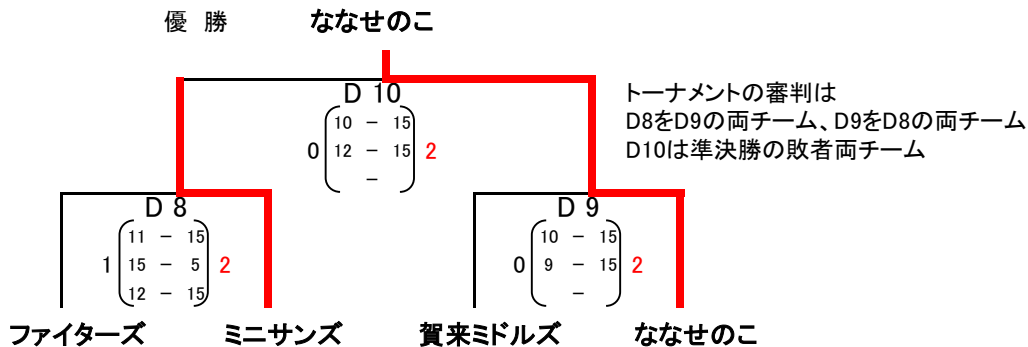 優 勝 ななせのこ
D 10
10 - 15
0 12 - 15 2
-
トーナメントの審判は
D8をD9の両チーム、D9をD8の両チーム
D10は準決勝の敗者両チーム
D 8
11 - 15
1 15 - 5 2
12 - 15
D 9
10 - 15
0 9 - 15 2
-
ファイターズ ミニサンズ 賀来ミドルズ ななせのこ